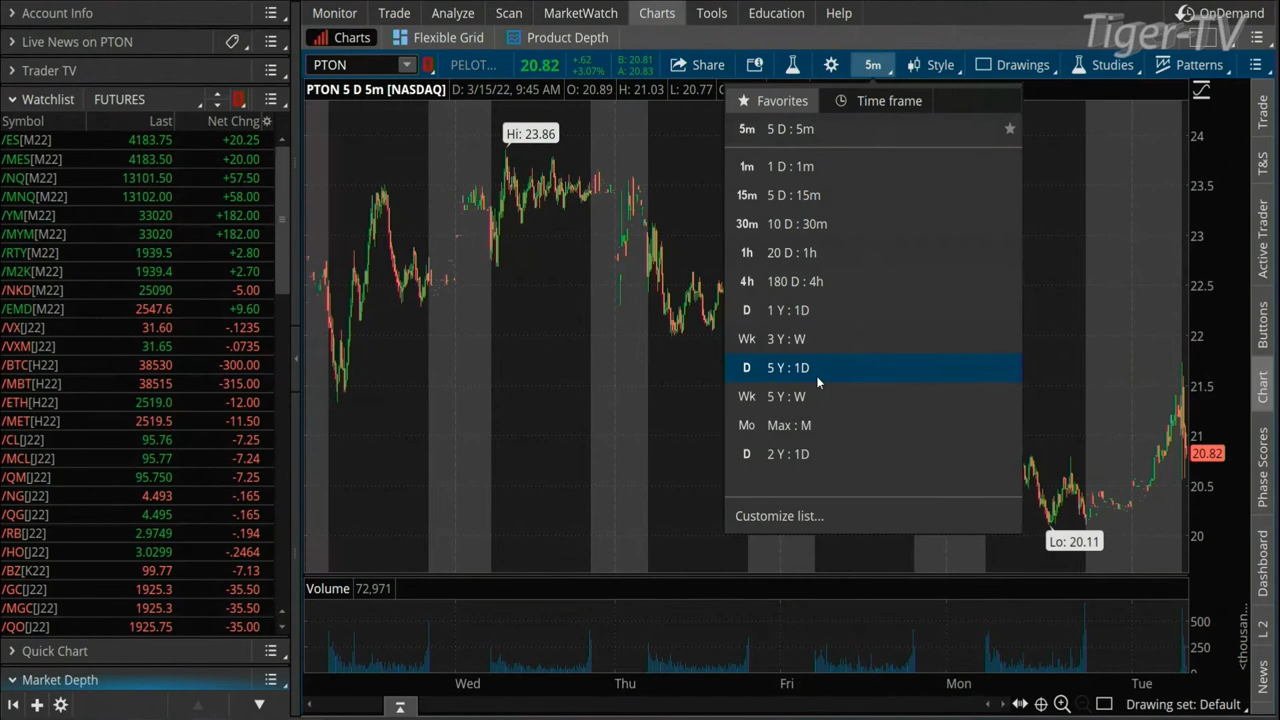 Account Info
Live News on PTON
Trader TV
Watchlist FUTURES
Symbol Last Net Chng
/ES[M22] 4183.75 +20.25
/MES[M22] 4183.50 +20.00
/NQ[M22] 13101.50 +57.50
/MNQ[M22] 13102.00 +58.00
/YM[M22] 33020 +182.00
/MYM[M22] 33020 +182.00
/RTY[M22] 1939.5 +2.80
/M2K[M22] 1939.4 +2.70
/NKD[M22] 25090 -5.00
/EMD[M22] 2547.6 +9.60
/VX[J22] 31.60 -.1235
/VXM[J22] 31.65 -.0735
/BTC[H22] 38530 -300.00
/MBT[H22] 38515 -315.00
/ETH[H22] 2519.0 -12.00
/MET[H22] 2519.5 -11.50
/CL[J22] 95.76 -7.25
/MCL[J22] 95.77 -7.24
/QM[J22] 95.750 -7.25
/NG[J22] 4.493 -.165
/QG[J22] 4.495 -.165
/RB[J22] 2.9749 -.194
/HO[J22] 3.0299 -.2464
/BZ[K22] 99.77 -7.13
/GC[J22] 1925.3 -35.50
/MGC[J22] 1925.3 -35.50
/QO[J22] 1925.75 -35.00
Quick Chart
Market Depth
Monitor Trade Analyze Scan MarketWatch Charts Tools Education Help
OnDemand
Tiger-TV
Charts Flexible Grid Product Depth
PTON PELOT... 20.82 +.62 +3.07% B: 20.81 A: 20.83 Share 5m Style Drawings Studies Patterns
PTON 5 D 5m [NASDAQ] D: 3/15/22, 9:45 AM O: 20.89 H: 21.03 L: 20.77
Favorites Time frame
5m 5 D : 5m
1m 1 D : 1m
15m 5 D : 15m
30m 10 D : 30m
1h 20 D : 1h
4h 180 D : 4h
D 1 Y : 1D
Wk 3 Y : W
D 5 Y : 1D
Wk 5 Y : W
Mo Max : M
D 2 Y : 1D
Customize list...
Hi: 23.86
Lo: 20.11
24
23.5
23
22.5
22
21.5
21
20.82
20.5
20
Volume 72,971
500
250
<thousan...
Wed Thu Fri Mon Tue
Drawing set: Default
Trade
T&S
Active Trader
Buttons
Chart
Phase Scores
Dashboard
L 2
News